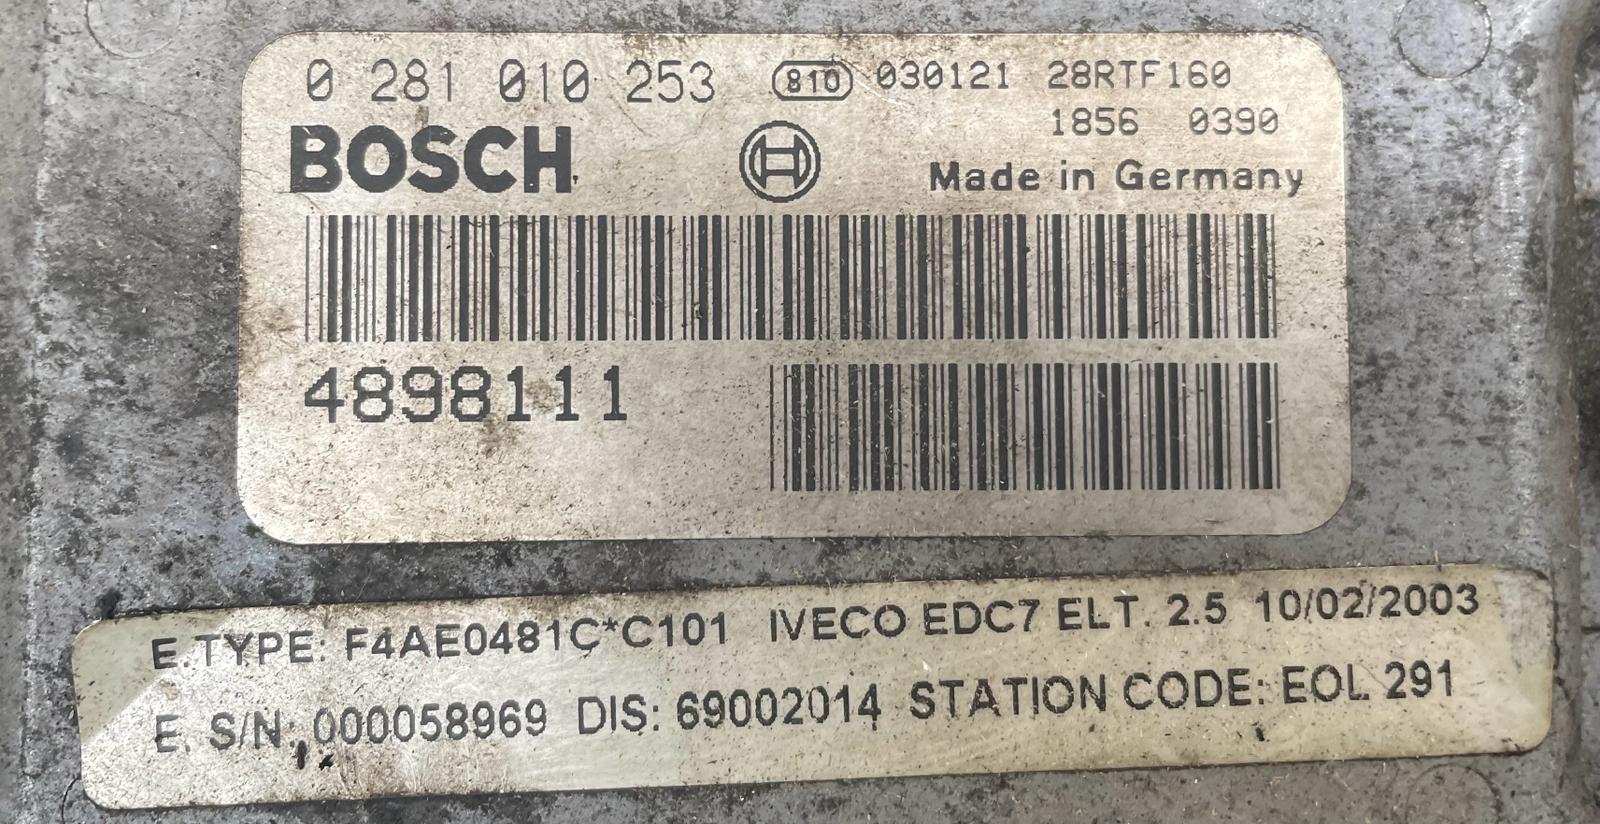 0 281 010 253 810 030121 28RTF160
1856 0390
BOSCH Made in Germany
4898111
E.TYPE: F4AE0481C*C101 IVECO EDC7 ELT. 2.5 10/02/2003
E. S/N: 000058969 DIS: 69002014 STATION CODE: EOL 291